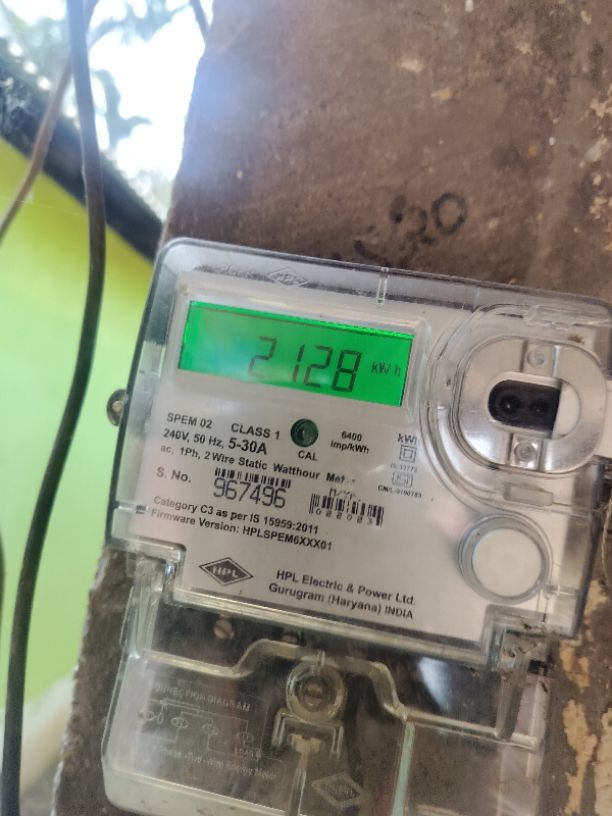 HPL
2128 kWh
SPEM 02 CLASS 1
6400
imp/kWh
240V, 50 Hz, 5-30A
CAL
ac, 1Ph, 2 Wire Static Watthour
S. No.
967496
Category C3 as per IS 15959:2011
Firmware Version: HPLSPEM6XXX01
HPL
HPL Electric & Power Ltd.
Gurugram (Haryana) INDIA
DIAGRAM